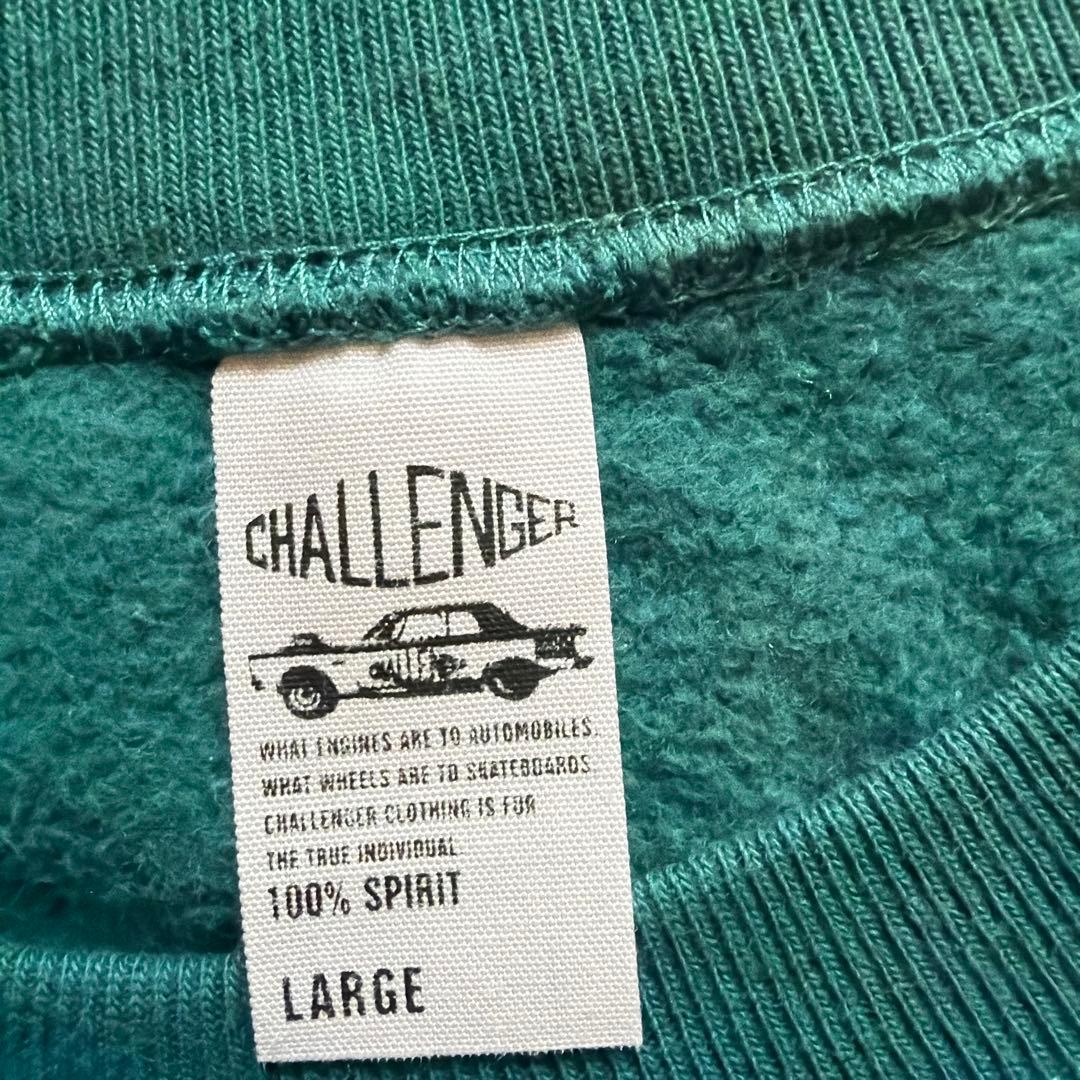 CHALLENGER
CHALLENGER
WHAT ENGINES ARE TO AUTOMOBILES.
WHAT WHEELS ARE TO SKATEBOARDS
CHALLENGER CLOTHING IS FOR
THE TRUE INDIVIDUAL
100% SPIRIT
LARGE